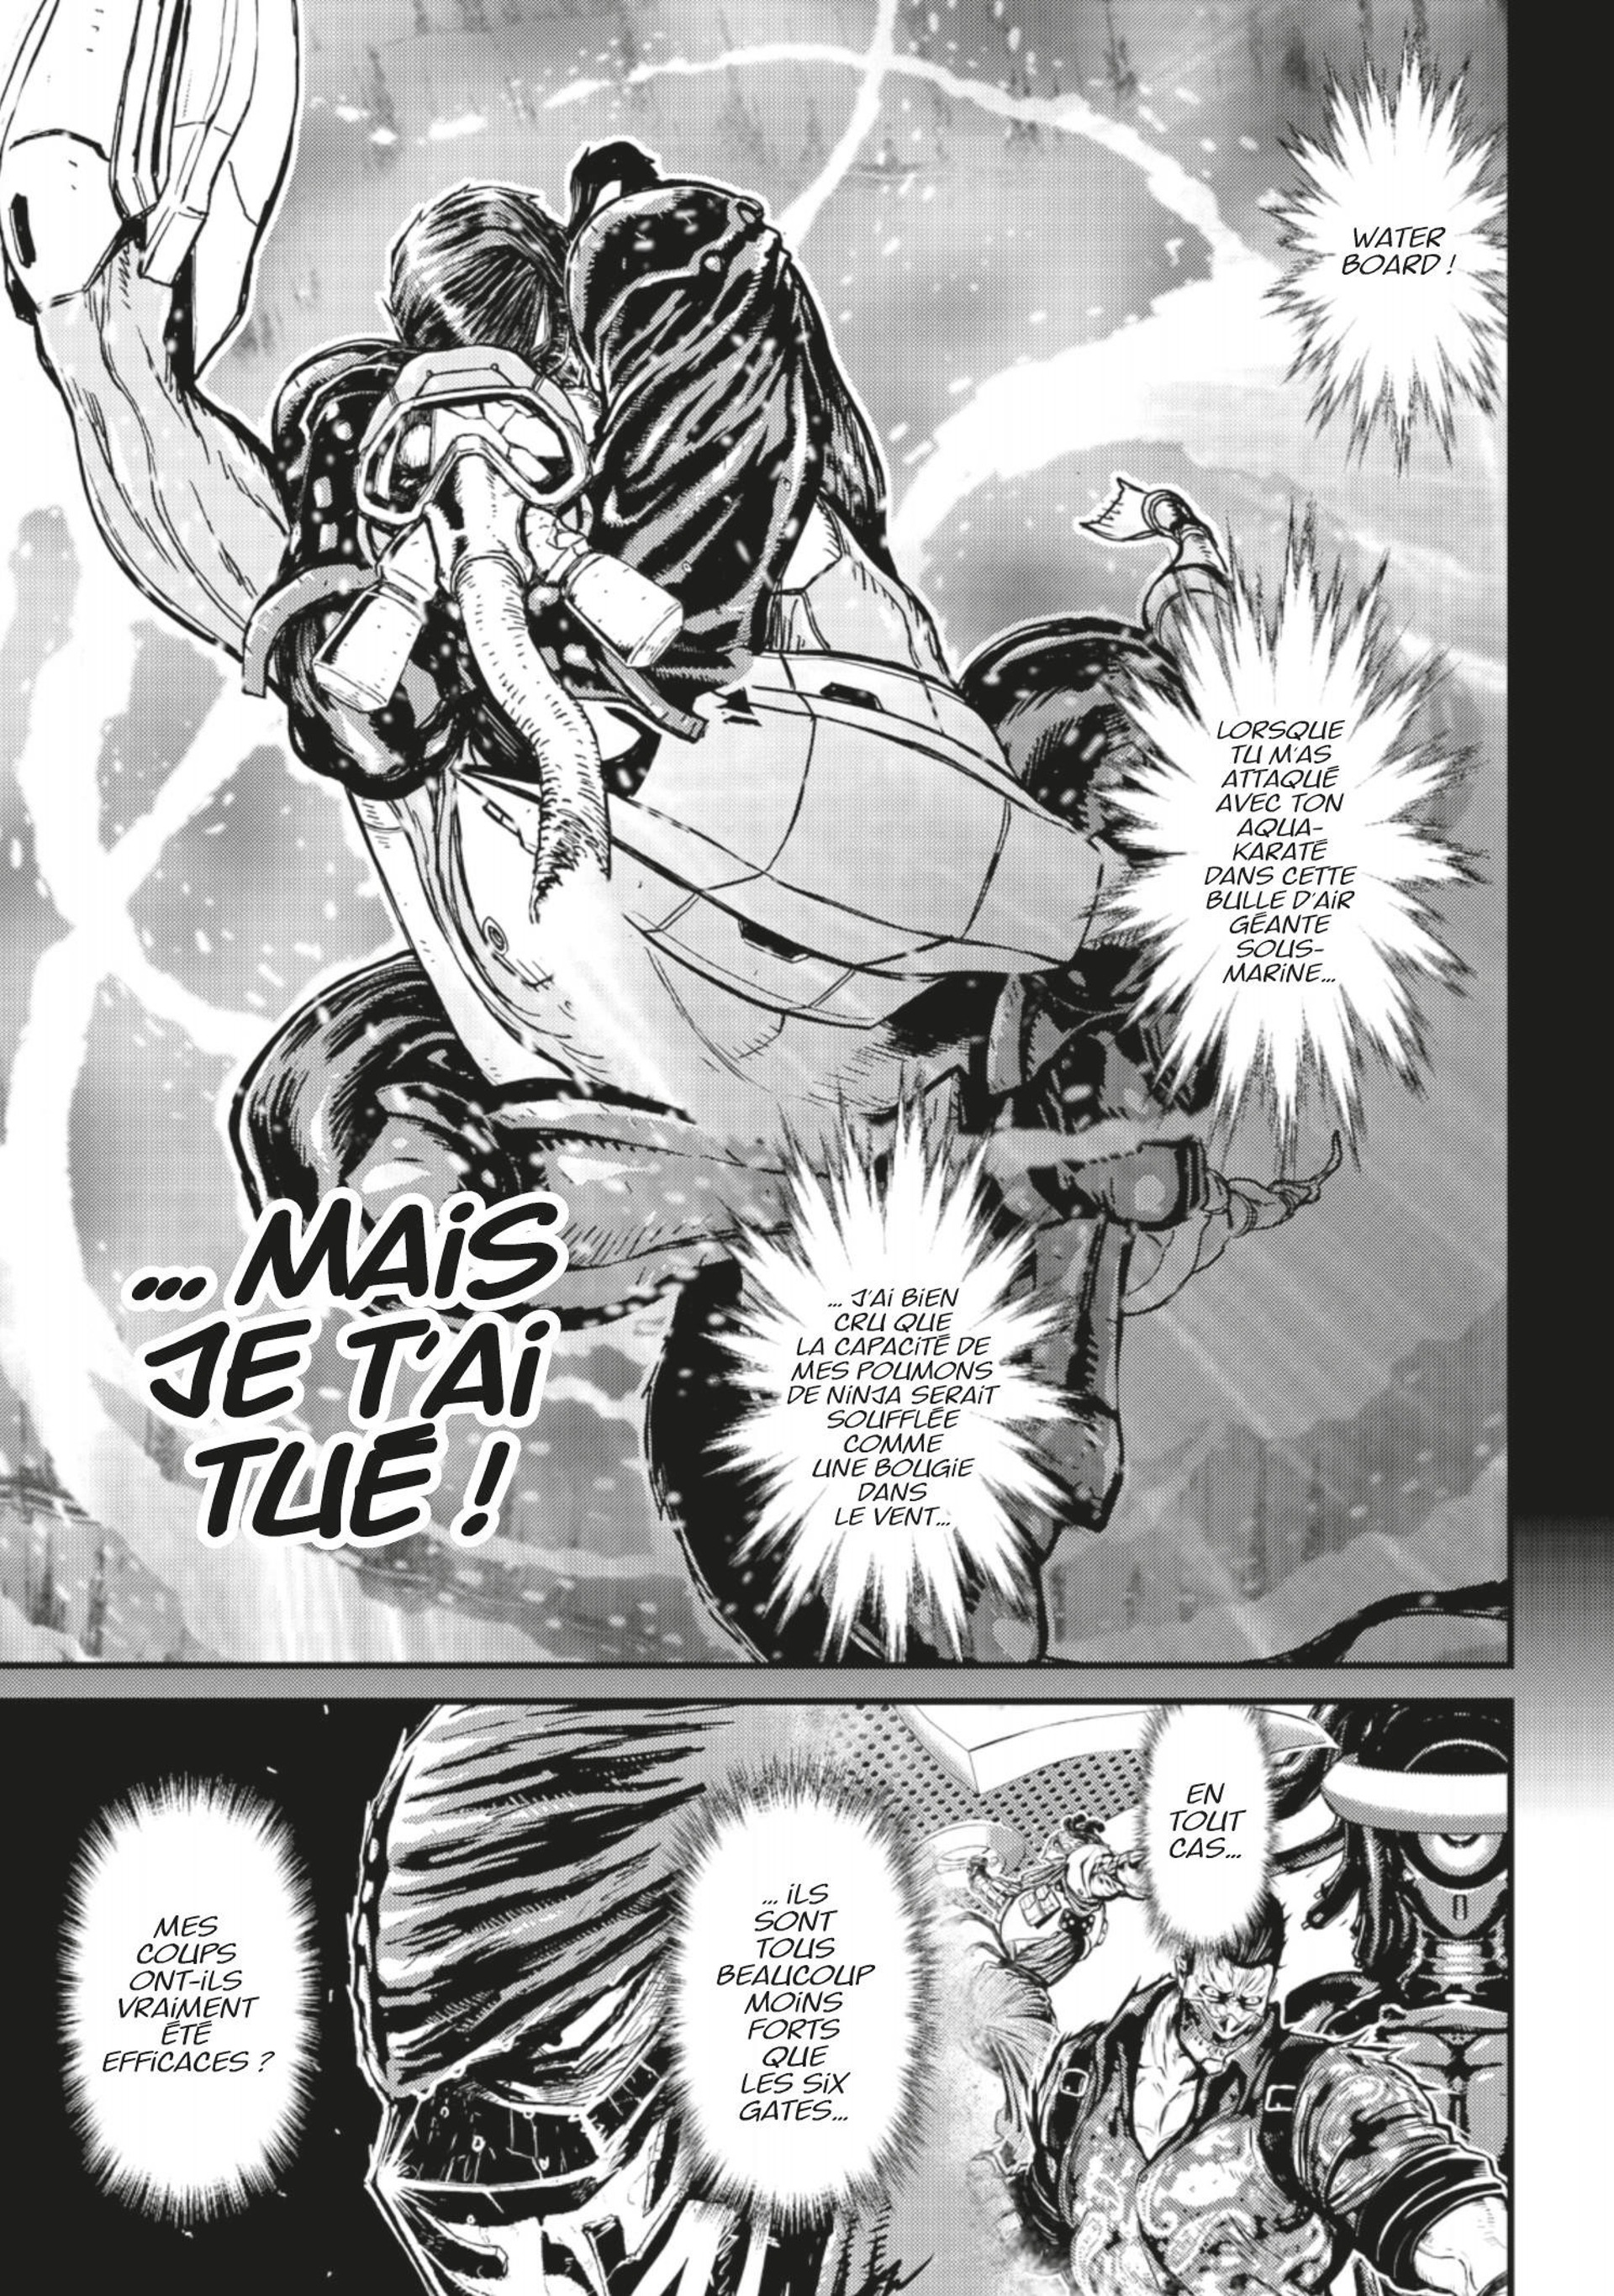 WATER
BOARD !
LORSQUE
TU M'AS
ATTAQUÉ
AVEC TON
AQUA-
KARATÉ
DANS CETTE
BULLE D'AiR
GÉANTE
SOUS-
MARiNE...
... J'Ai BiEN
CRU QUE
LA CAPACiTÉ DE
MES POUMONS
DE NiNJA SERAiT
SOUFFLÉE
COMME
UNE BOUGiE
DANS
LE VENT...
... MAiS
JE T'Ai
TUÉ !
EN
TOUT
CAS...
... iLS
SONT
TOUS
BEAUCOUP
MOiNS
FORTS
QUE
LES SiX
GATES...
MES
COUPS
ONT-iLS
VRAiMENT
ÉTÉ
EFFiCACES ?